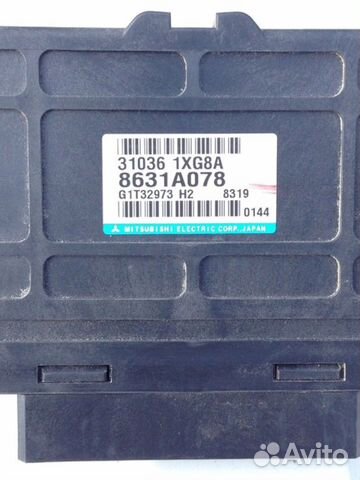 31036 1XG8A
8631A078
G1T32973 H2 8319
0144
MITSUBISHI ELECTRIC CORP. JAPAN
Avito